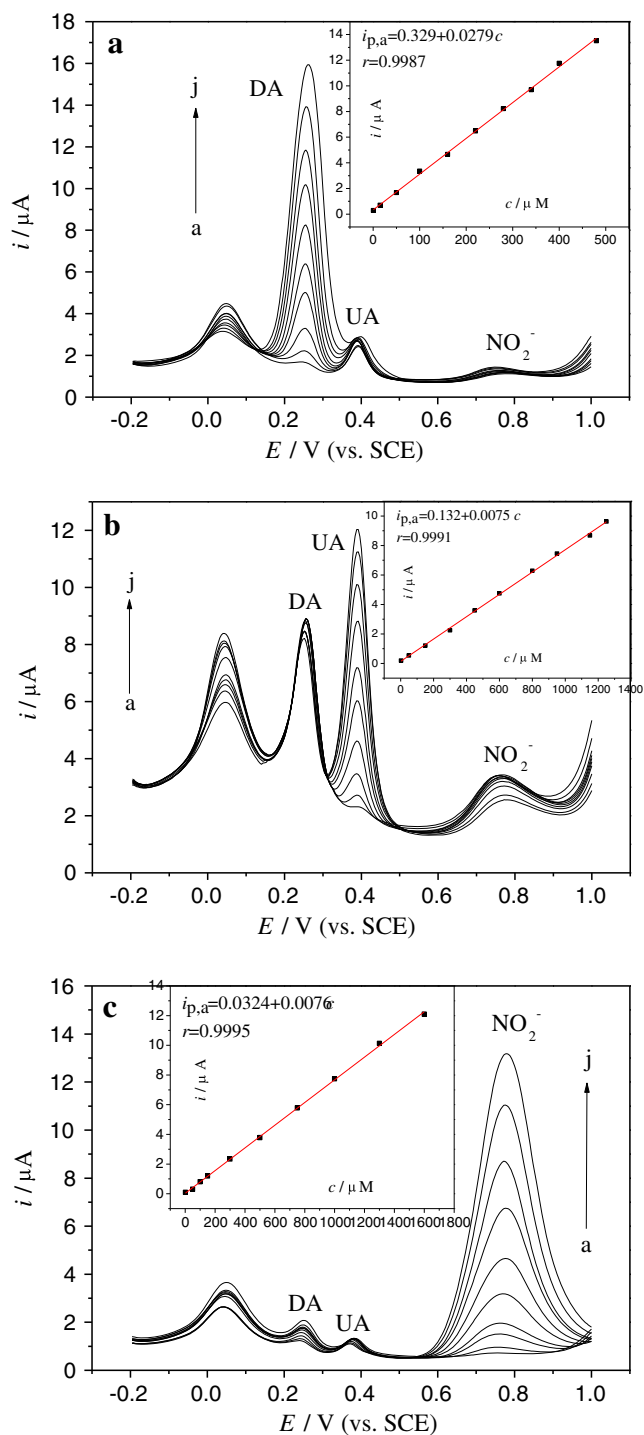 a
j
a
DA
UA
NO₂⁻
i / μA
18
16
14
12
10
8
6
4
2
0
-0.2 0.0 0.2 0.4 0.6 0.8 1.0
E / V (vs. SCE)
i_p,a=0.329+0.0279 c
r=0.9987
i / μ A
14
12
10
8
6
4
2
0
c / μ M
0 100 200 300 400 500
b
j
a
DA
UA
NO₂⁻
i / μA
12
10
8
6
4
2
0
-0.2 0.0 0.2 0.4 0.6 0.8 1.0
E / V (vs. SCE)
i_p,a=0.132+0.0075 c
r=0.9991
i / μ A
10
8
6
4
2
0
c / μ M
0 200 400 600 800 1000 1200 1400
c
j
a
DA
UA
NO₂⁻
i / μA
16
14
12
10
8
6
4
2
0
-0.2 0.0 0.2 0.4 0.6 0.8 1.0
E / V (vs. SCE)
i_p,a=0.0324+0.0076c
r=0.9995
i / μ A
14
12
10
8
6
4
2
0
c / μ M
0 200 400 600 800 1000 1200 1400 1600 1800